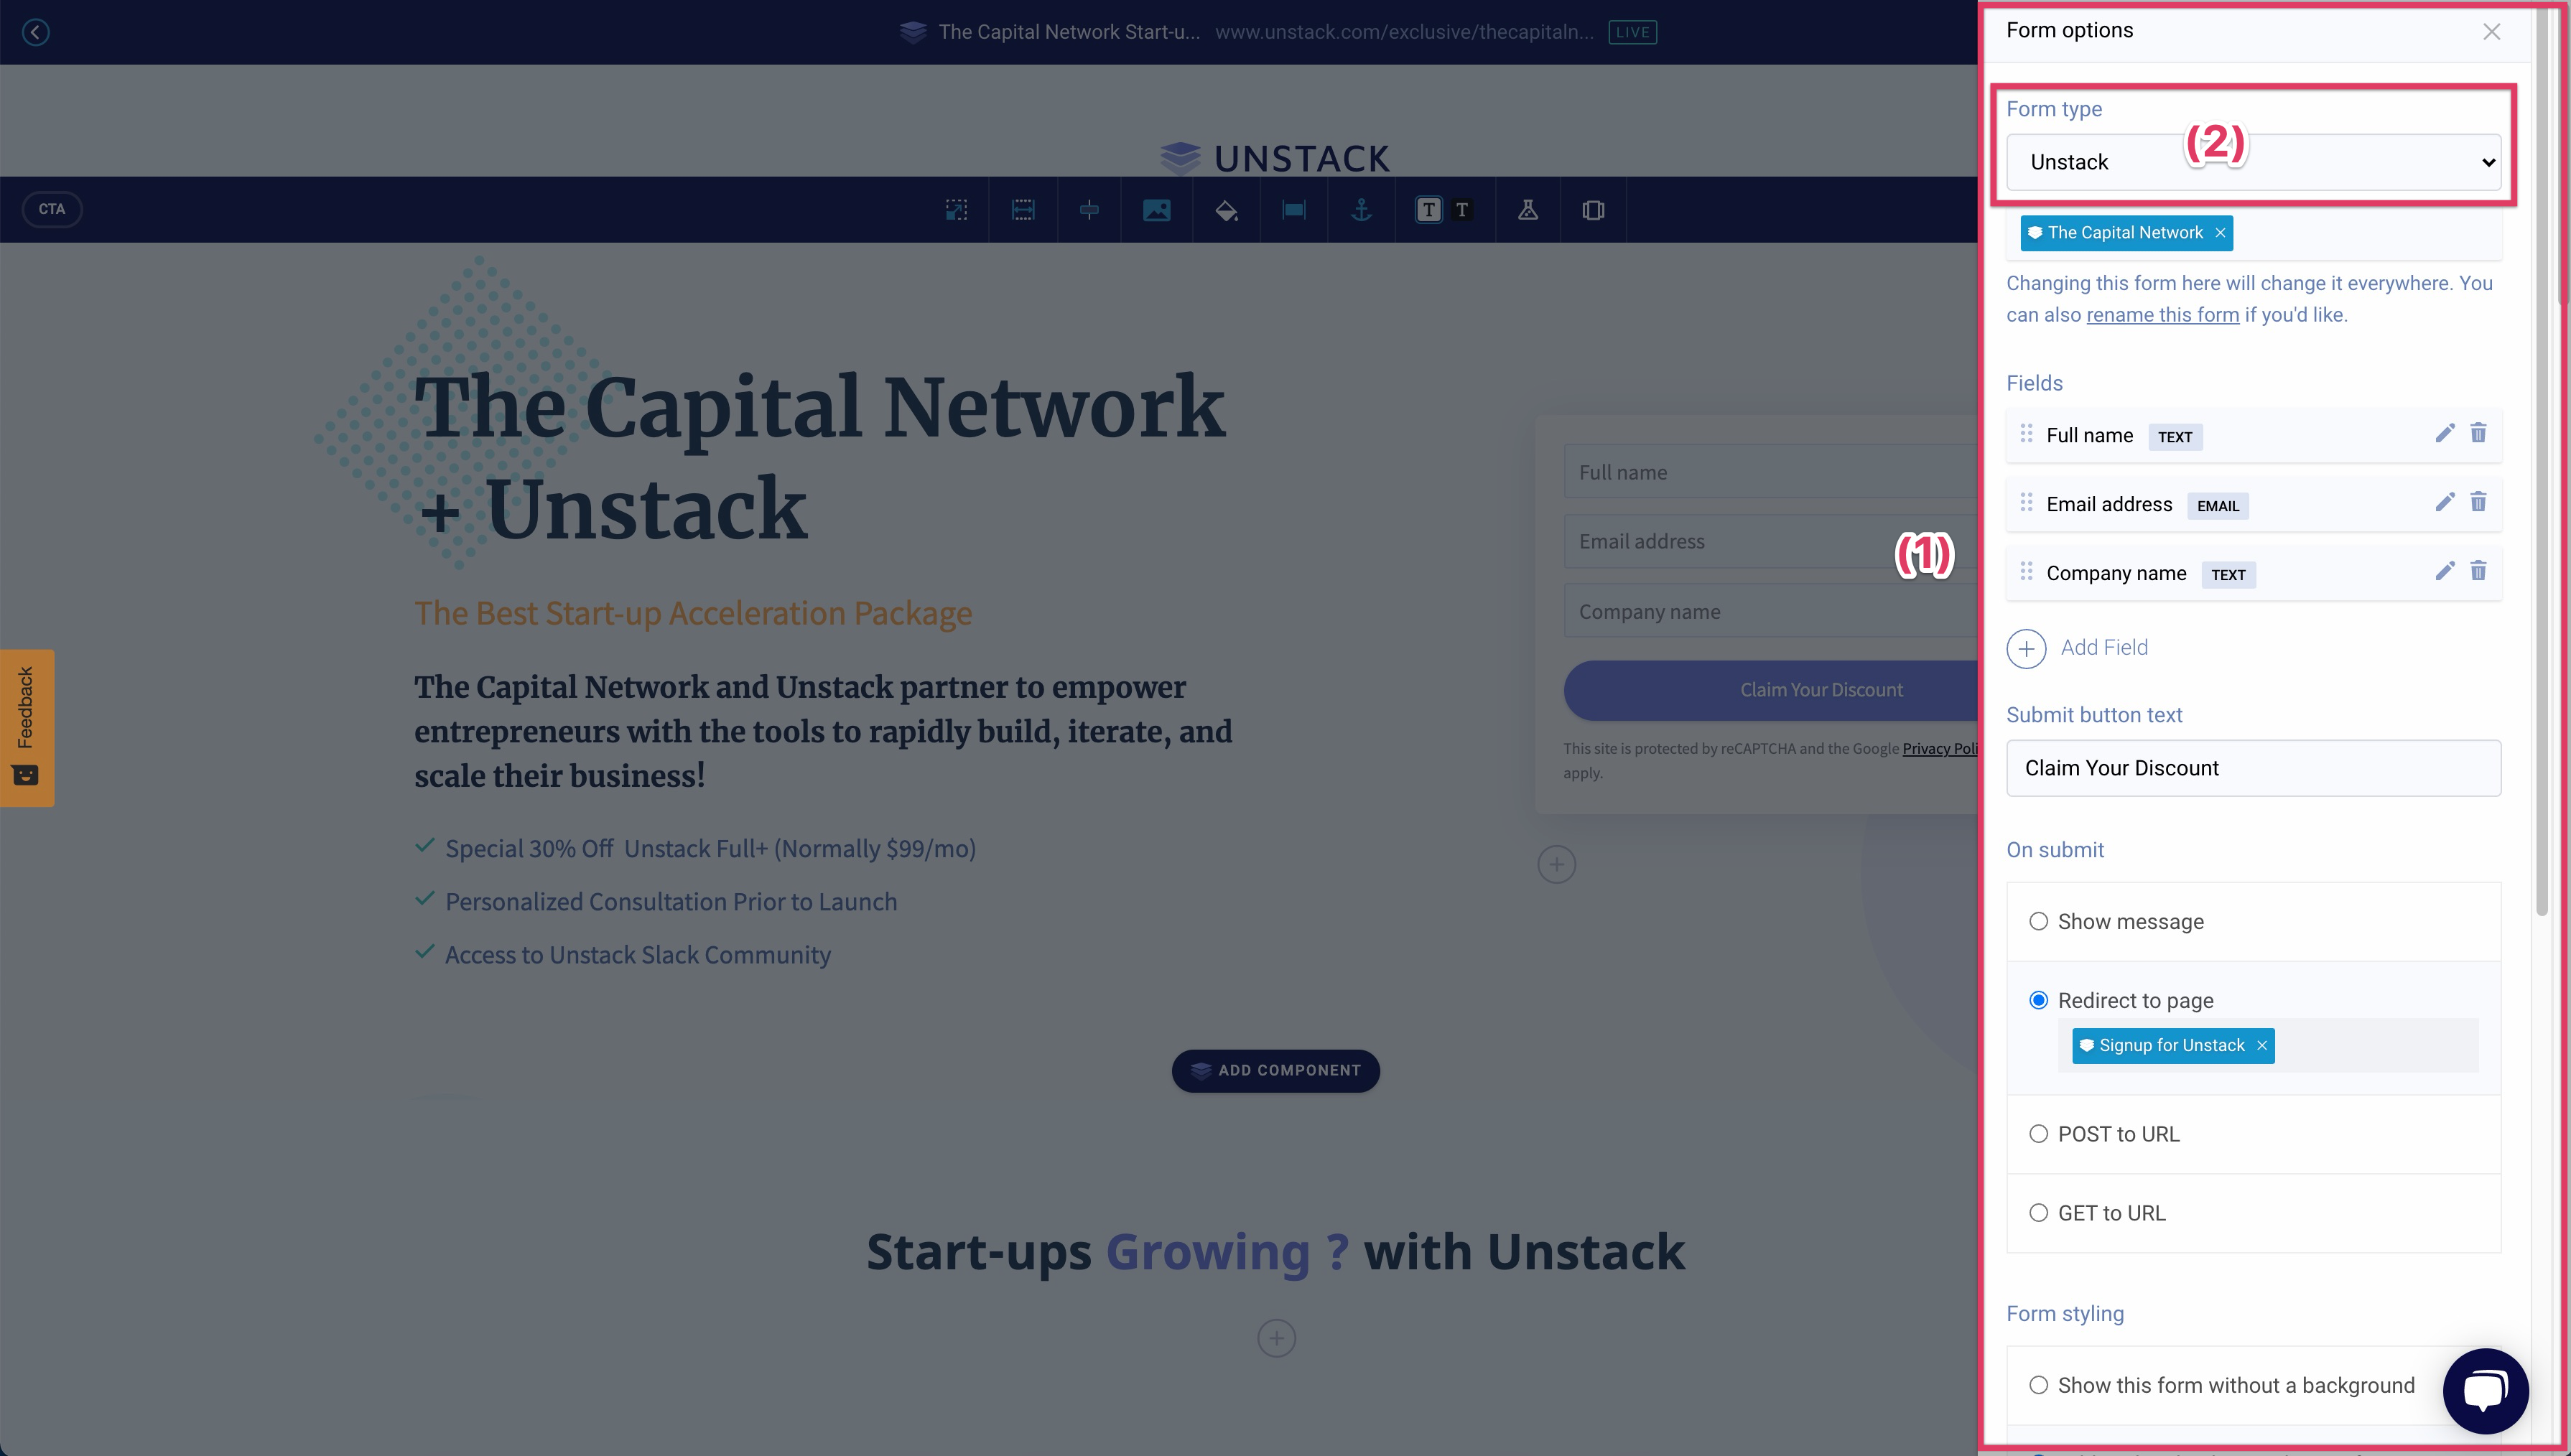 The Capital Network Start-u... www.unstack.com/exclusive/thecapitaln... LIVE
UNSTACK
CTA
T T
The Capital Network
+ Unstack
The Best Start-up Acceleration Package
The Capital Network and Unstack partner to empower
entrepreneurs with the tools to rapidly build, iterate, and
scale their business!
Special 30% Off Unstack Full+ (Normally $99/mo)
Personalized Consultation Prior to Launch
Access to Unstack Slack Community
Feedback
Full name
Email address
(1)
Company name
Claim Your Discount
This site is protected by reCAPTCHA and the Google Privacy Poli
apply.
ADD COMPONENT
Start-ups Growing ? with Unstack
Form options
Form type
(2)
Unstack
The Capital Network
Changing this form here will change it everywhere. You
can also rename this form if you'd like.
Fields
Full name TEXT
Email address EMAIL
Company name TEXT
Add Field
Submit button text
Claim Your Discount
On submit
Show message
Redirect to page
Signup for Unstack
POST to URL
GET to URL
Form styling
Show this form without a background